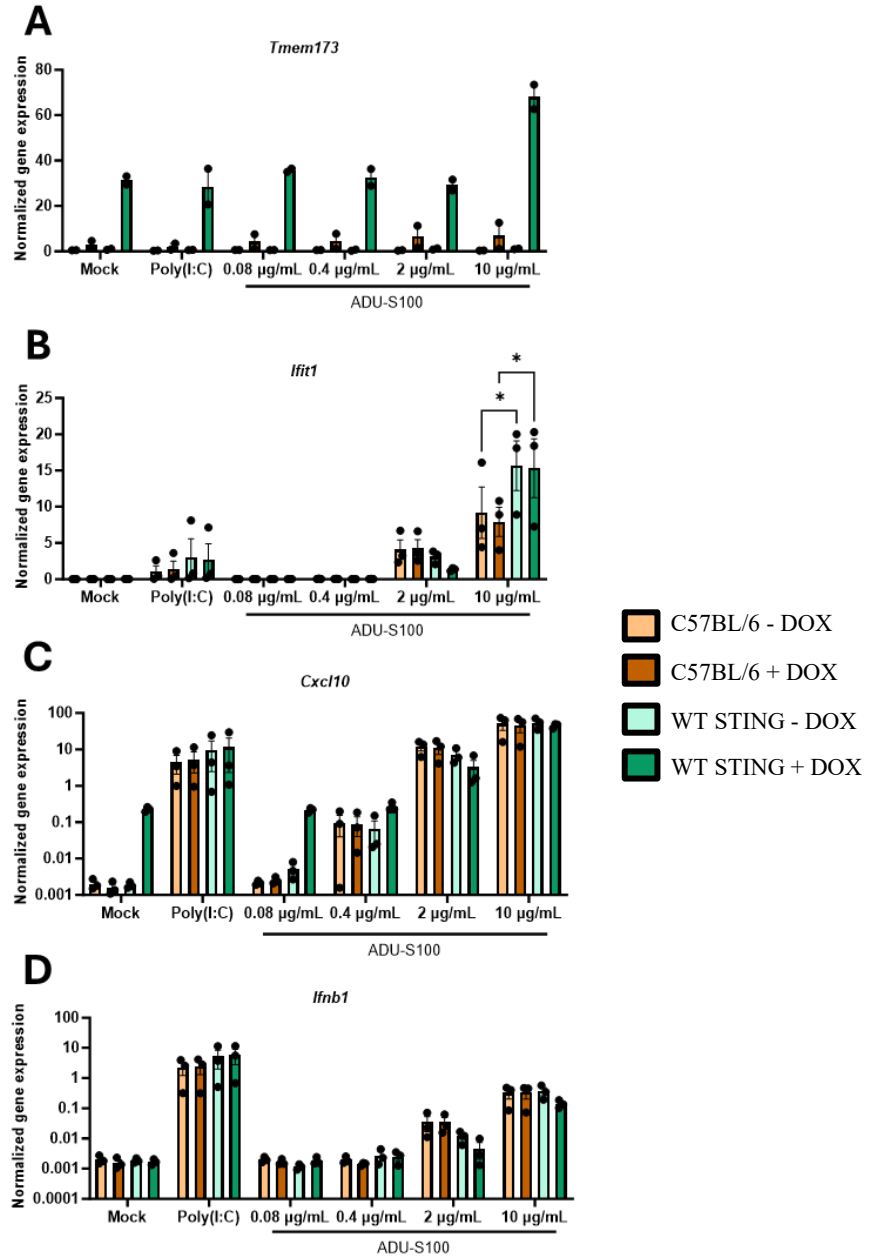 A
Tmem173
Normalized gene expression
80
60
40
20
0
Mock
Poly(I:C)
0.08 µg/mL
0.4 µg/mL
2 µg/mL
10 µg/mL
ADU-S100
B
Ifit1
Normalized gene expression
25
20
15
10
5
0
*
*
Mock
Poly(I:C)
0.08 µg/mL
0.4 µg/mL
2 µg/mL
10 µg/mL
ADU-S100
C57BL/6 - DOX
C57BL/6 + DOX
WT STING - DOX
WT STING + DOX
C
Cxcl10
Normalized gene expression
100
10
1
0.1
0.01
0.001
Mock
Poly(I:C)
0.08 µg/mL
0.4 µg/mL
2 µg/mL
10 µg/mL
ADU-S100
D
Ifnb1
Normalized gene expression
100
10
1
0.1
0.01
0.001
0.0001
Mock
Poly(I:C)
0.08 µg/mL
0.4 µg/mL
2 µg/mL
10 µg/mL
ADU-S100